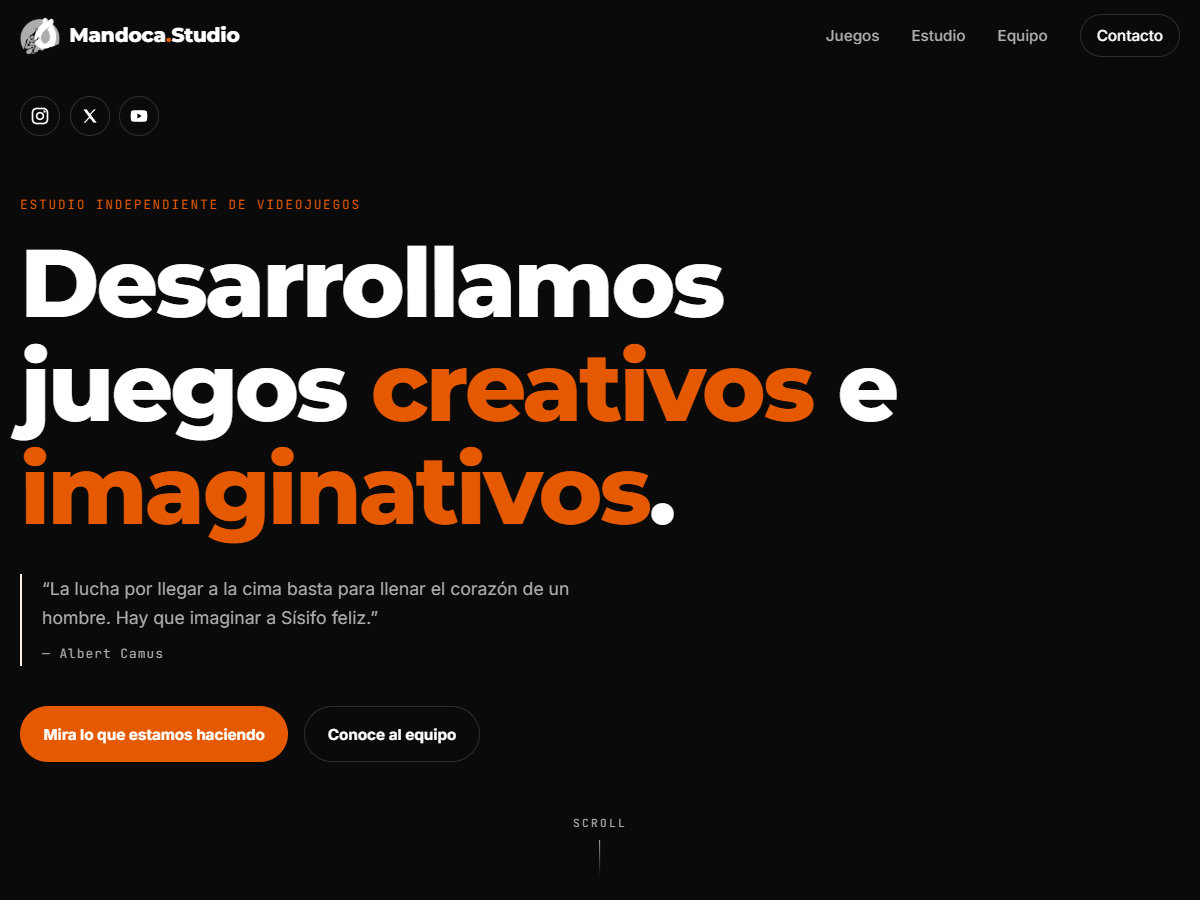 Mandoca.Studio
Juegos
Estudio
Equipo
Contacto
ESTUDIO INDEPENDIENTE DE VIDEOJUEGOS
Desarrollamos
juegos creativos e
imaginativos.
“La lucha por llegar a la cima basta para llenar el corazón de un
hombre. Hay que imaginar a Sísifo feliz.”
— Albert Camus
Mira lo que estamos haciendo
Conoce al equipo
SCROLL